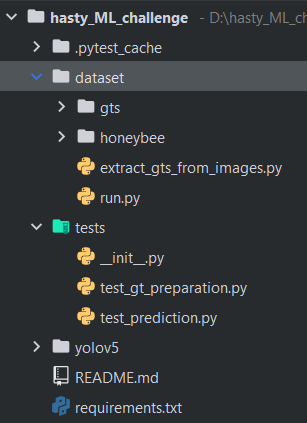 hasty_ML_challenge - D:\hasty_ML_ch
.pytest_cache
dataset
gts
honeybee
extract_gts_from_images.py
run.py
tests
__init__.py
test_gt_preparation.py
test_prediction.py
yolov5
README.md
requirements.txt